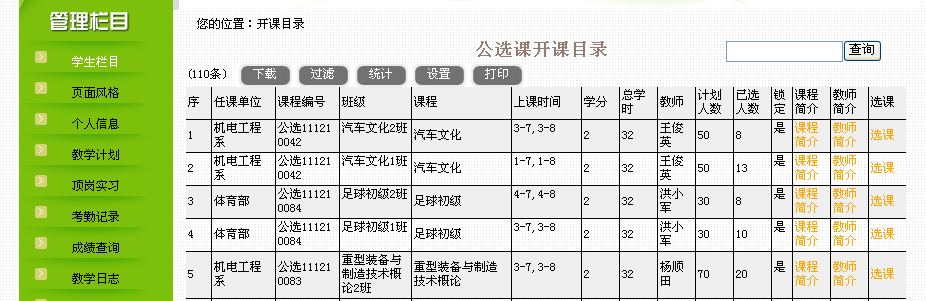 管理栏目
学生栏目
页面风格
个人信息
教学计划
顶岗实习
考勤记录
成绩查询
教学日志
您的位置：开课目录
公选课开课目录
查询
(110条) 下载 过滤 统计 设置 打印
序 任课单位 课程编号 班级 课程 上课时间 学分 总学时 教师 计划人数 已选人数 锁定 课程简介 教师简介 选课
1 机电工程系 公选111210042 汽车文化2班 汽车文化 3-7,3-8 2 32 王俊英 50 8 是 课程简介 教师简介 选课
2 机电工程系 公选111210042 汽车文化1班 汽车文化 1-7,1-8 2 32 王俊英 50 13 是 课程简介 教师简介 选课
3 体育部 公选111210084 足球初级2班 足球初级 4-7,4-8 2 32 洪小军 30 8 是 课程简介 教师简介 选课
4 体育部 公选111210084 足球初级1班 足球初级 3-7,3-8 2 32 洪小军 30 10 是 课程简介 教师简介 选课
5 机电工程系 公选111210083 重型装备与制造技术概论2班 重型装备与制造技术概论 3-7,3-8 2 32 杨顺田 70 20 是 课程简介 教师简介 选课